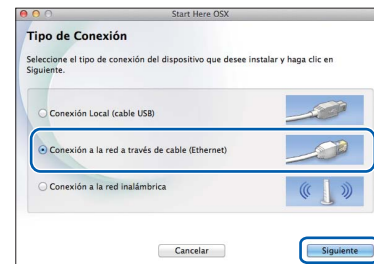 Start Here OSX
Tipo de Conexión
Seleccione el tipo de conexión del dispositivo que desee instalar y haga clic en
Siguiente.
Conexión Local (cable USB)
Conexión a la red a través de cable (Ethernet)
Conexión a la red inalámbrica
Cancelar
Siguiente